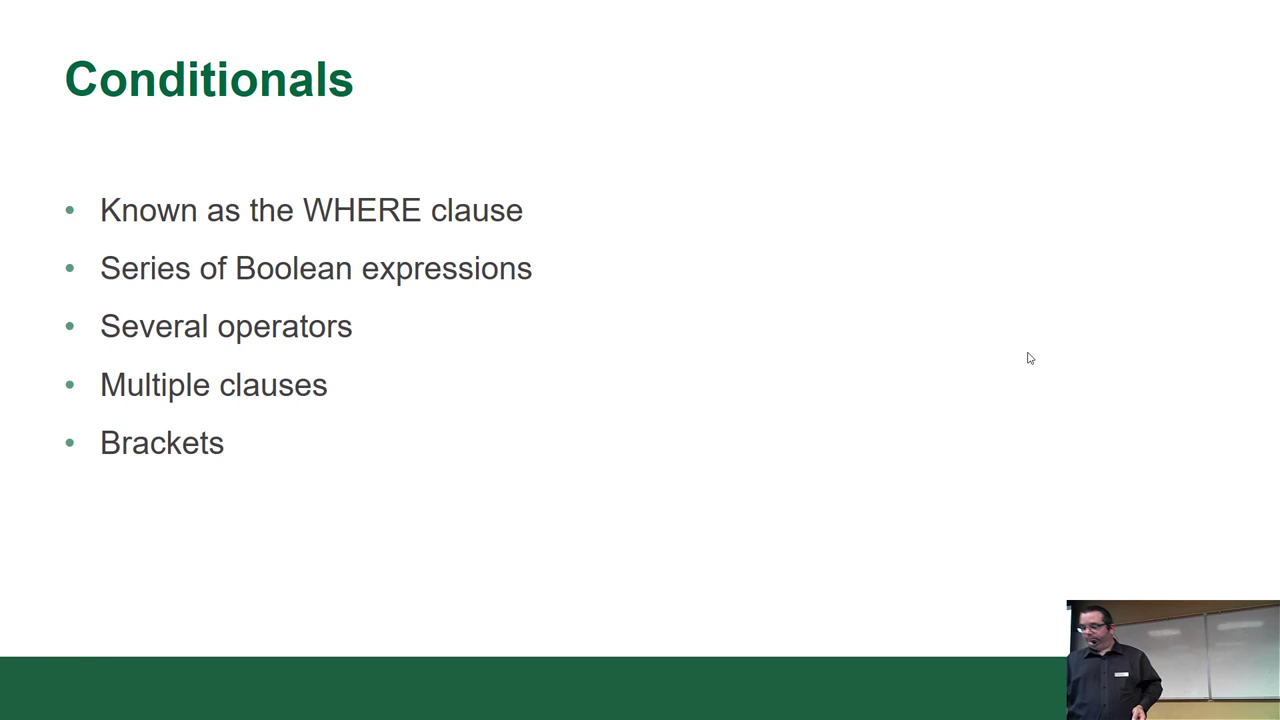 Conditionals
• Known as the WHERE clause
• Series of Boolean expressions
• Several operators
• Multiple clauses
• Brackets